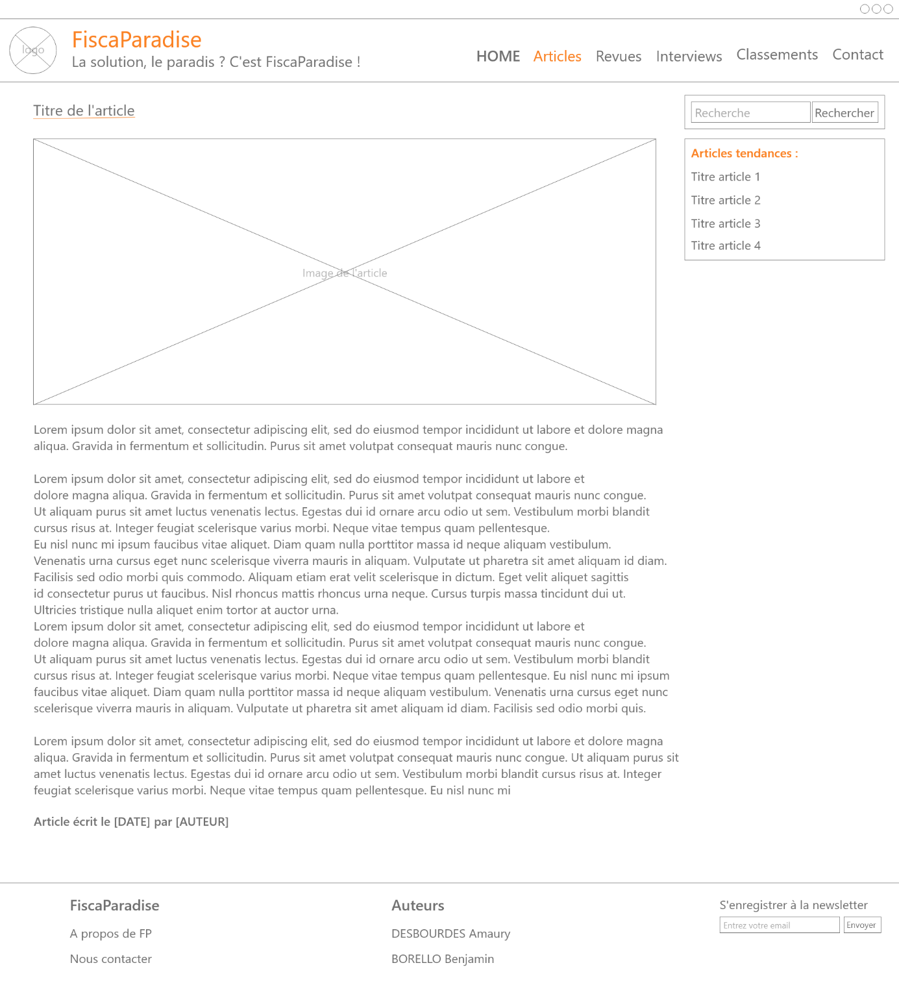 logo
FiscaParadise
La solution, le paradis ? C'est FiscaParadise !
HOME Articles Revues Interviews Classements Contact
Titre de l'article
Recherche Rechercher
Articles tendances :
Titre article 1
Titre article 2
Titre article 3
Titre article 4
Image de l'article
Lorem ipsum dolor sit amet, consectetur adipiscing elit, sed do eiusmod tempor incididunt ut labore et dolore magna
aliqua. Gravida in fermentum et sollicitudin. Purus sit amet volutpat consequat mauris nunc congue.
Lorem ipsum dolor sit amet, consectetur adipiscing elit, sed do eiusmod tempor incididunt ut labore et
dolore magna aliqua. Gravida in fermentum et sollicitudin. Purus sit amet volutpat consequat mauris nunc congue.
Ut aliquam purus sit amet luctus venenatis lectus. Egestas dui id ornare arcu odio ut sem. Vestibulum morbi blandit
cursus risus at. Integer feugiat scelerisque varius morbi. Neque vitae tempus quam pellentesque.
Eu nisl nunc mi ipsum faucibus vitae aliquet. Diam quam nulla porttitor massa id neque aliquam vestibulum.
Venenatis urna cursus eget nunc scelerisque viverra mauris in aliquam. Vulputate ut pharetra sit amet aliquam id diam.
Facilisis sed odio morbi quis commodo. Aliquam etiam erat velit scelerisque in dictum. Eget velit aliquet sagittis
id consectetur purus ut faucibus. Nisl rhoncus mattis rhoncus urna neque. Cursus turpis massa tincidunt dui ut.
Ultricies tristique nulla aliquet enim tortor at auctor urna.
Lorem ipsum dolor sit amet, consectetur adipiscing elit, sed do eiusmod tempor incididunt ut labore et
dolore magna aliqua. Gravida in fermentum et sollicitudin. Purus sit amet volutpat consequat mauris nunc congue.
Ut aliquam purus sit amet luctus venenatis lectus. Egestas dui id ornare arcu odio ut sem. Vestibulum morbi blandit
cursus risus at. Integer feugiat scelerisque varius morbi. Neque vitae tempus quam pellentesque. Eu nisl nunc mi ipsum
faucibus vitae aliquet. Diam quam nulla porttitor massa id neque aliquam vestibulum. Venenatis urna cursus eget nunc
scelerisque viverra mauris in aliquam. Vulputate ut pharetra sit amet aliquam id diam. Facilisis sed odio morbi quis.
Lorem ipsum dolor sit amet, consectetur adipiscing elit, sed do eiusmod tempor incididunt ut labore et dolore magna
aliqua. Gravida in fermentum et sollicitudin. Purus sit amet volutpat consequat mauris nunc congue. Ut aliquam purus sit
amet luctus venenatis lectus. Egestas dui id ornare arcu odio ut sem. Vestibulum morbi blandit cursus risus at. Integer
feugiat scelerisque varius morbi. Neque vitae tempus quam pellentesque. Eu nisl nunc mi
Article écrit le [DATE] par [AUTEUR]
FiscaParadise
A propos de FP
Nous contacter
Auteurs
DESBOURDES Amaury
BORELLO Benjamin
S'enregistrer à la newsletter
Entrez votre email Envoyer